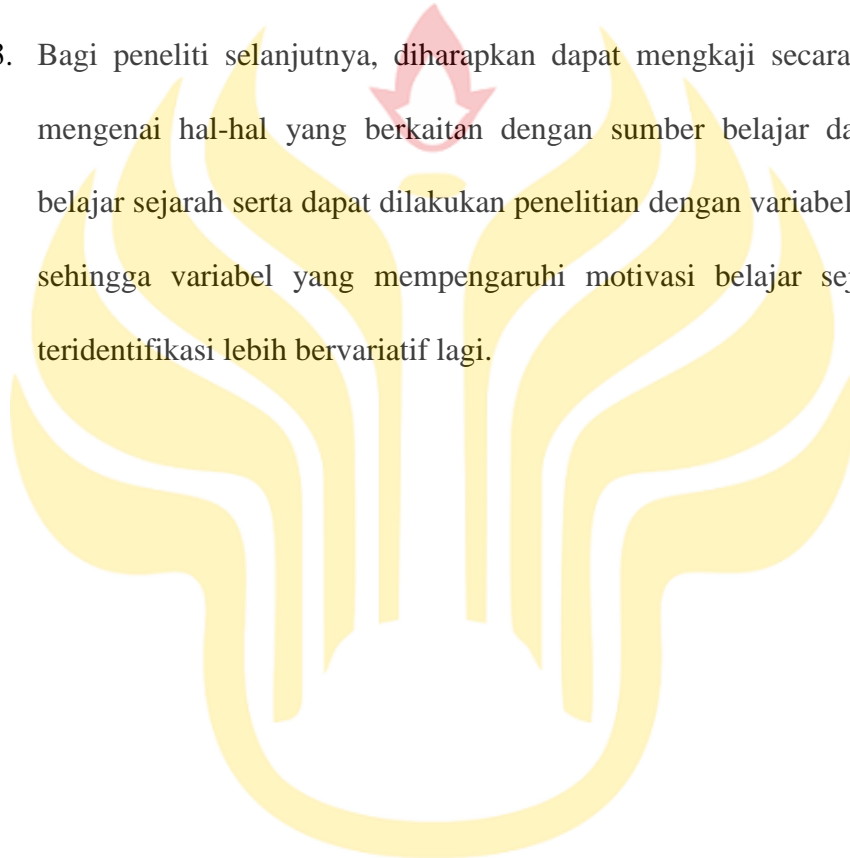 3. Bagi peneliti selanjutnya, diharapkan dapat mengkaji secara
mengenai hal-hal yang berkaitan dengan sumber belajar da
belajar sejarah serta dapat dilakukan penelitian dengan variabel
sehingga variabel yang mempengaruhi motivasi belajar sej
teridentifikasi lebih bervariatif lagi.